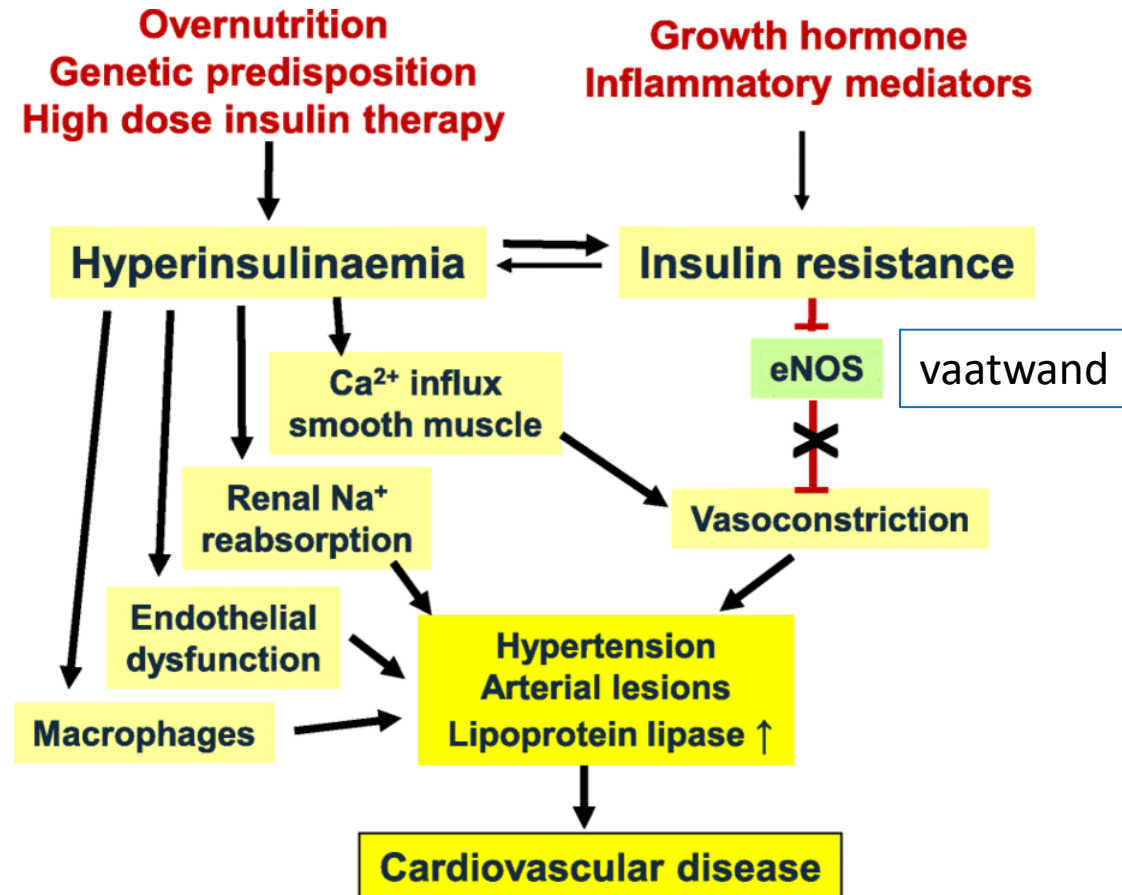 Overnutrition
Genetic predisposition
High dose insulin therapy
Growth hormone
Inflammatory mediators
Hyperinsulinaemia
Insulin resistance
eNOS
vaatwand
Ca²⁺ influx
smooth muscle
Renal Na⁺
reabsorption
Vasoconstriction
Endothelial
dysfunction
Macrophages
Hypertension
Arterial lesions
Lipoprotein lipase ↑
Cardiovascular disease